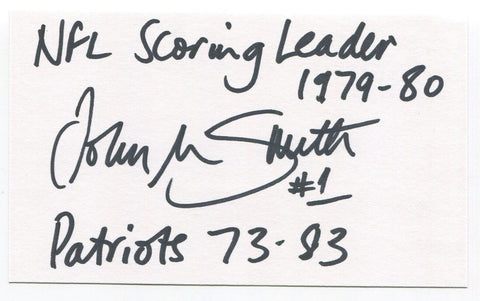 NFL Scoring Leader
1979-80
John M Smith
#1
Patriots 73-83